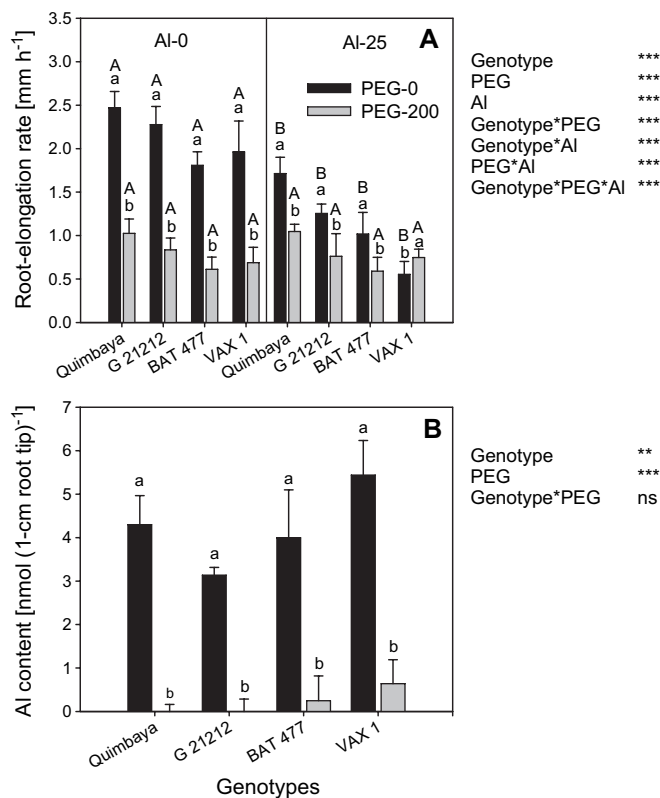 Al-0
Al-25
A
PEG-0
PEG-200
Root-elongation rate [mm h⁻¹]
3.5
3.0
2.5
2.0
1.5
1.0
0.5
0.0
A
a
A
b
A
a
A
b
A
a
A
b
A
a
A
b
B
a
A
b
B
a
A
b
B
a
A
b
B
b
A
a
Quimbaya
G 21212
BAT 477
VAX 1
Quimbaya
G 21212
BAT 477
VAX 1
Genotype ***
PEG ***
Al ***
Genotype*PEG ***
Genotype*Al ***
PEG*Al ***
Genotype*PEG*Al ***
B
Al content [nmol (1-cm root tip)⁻¹]
7
6
5
4
3
2
1
0
a
b
a
b
a
b
a
b
Quimbaya
G 21212
BAT 477
VAX 1
Genotypes
Genotype **
PEG ***
Genotype*PEG ns